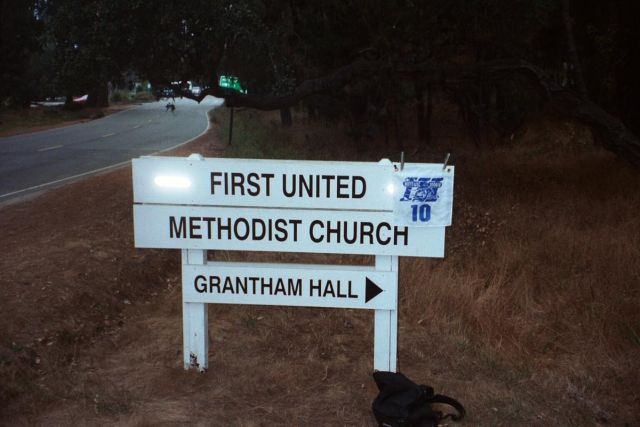 FIRST UNITED
METHODIST CHURCH
GRANTHAM HALL
10